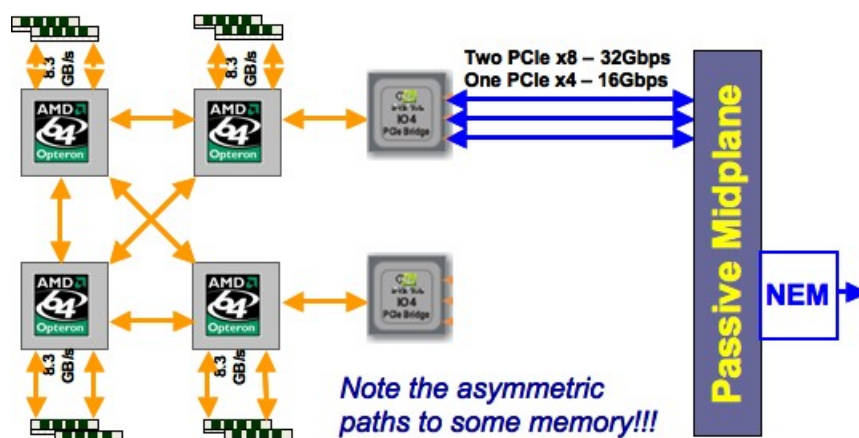 8.3
GB/s
8.3
GB/s
Two PCIe x8 – 32Gbps
One PCIe x4 – 16Gbps
AMD
64
Opteron
AMD
64
Opteron
IO4
PCIe Bridge
Passive Midplane
AMD
64
Opteron
AMD
64
Opteron
IO4
PCIe Bridge
NEM
8.3
GB/s
8.3
GB/s
Note the asymmetric
paths to some memory!!!